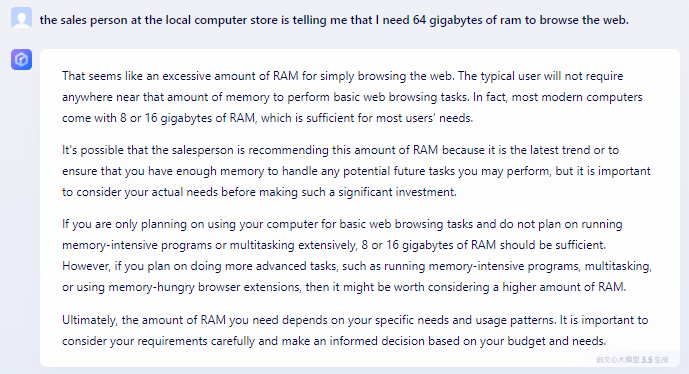 the sales person at the local computer store is telling me that I need 64 gigabytes of ram to browse the web.
That seems like an excessive amount of RAM for simply browsing the web. The typical user will not require
anywhere near that amount of memory to perform basic web browsing tasks. In fact, most modern computers
come with 8 or 16 gigabytes of RAM, which is sufficient for most users' needs.
It's possible that the salesperson is recommending this amount of RAM because it is the latest trend or to
ensure that you have enough memory to handle any potential future tasks you may perform, but it is important
to consider your actual needs before making such a significant investment.
If you are only planning on using your computer for basic web browsing tasks and do not plan on running
memory-intensive programs or multitasking extensively, 8 or 16 gigabytes of RAM should be sufficient.
However, if you plan on doing more advanced tasks, such as running memory-intensive programs, multitasking,
or using memory-hungry browser extensions, then it might be worth considering a higher amount of RAM.
Ultimately, the amount of RAM you need depends on your specific needs and usage patterns. It is important to
consider your requirements carefully and make an informed decision based on your budget and needs.
由文心大模型 3.5 生成